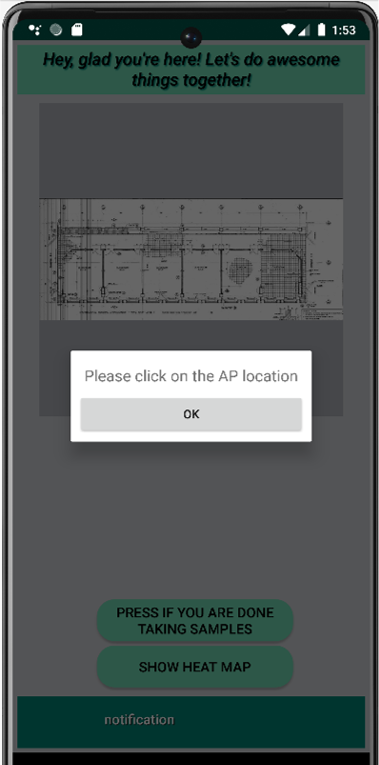 1:53
Hey, glad you're here! Let's do awesome
things together!
Please click on the AP location
OK
PRESS IF YOU ARE DONE
TAKING SAMPLES
SHOW HEAT MAP
notification